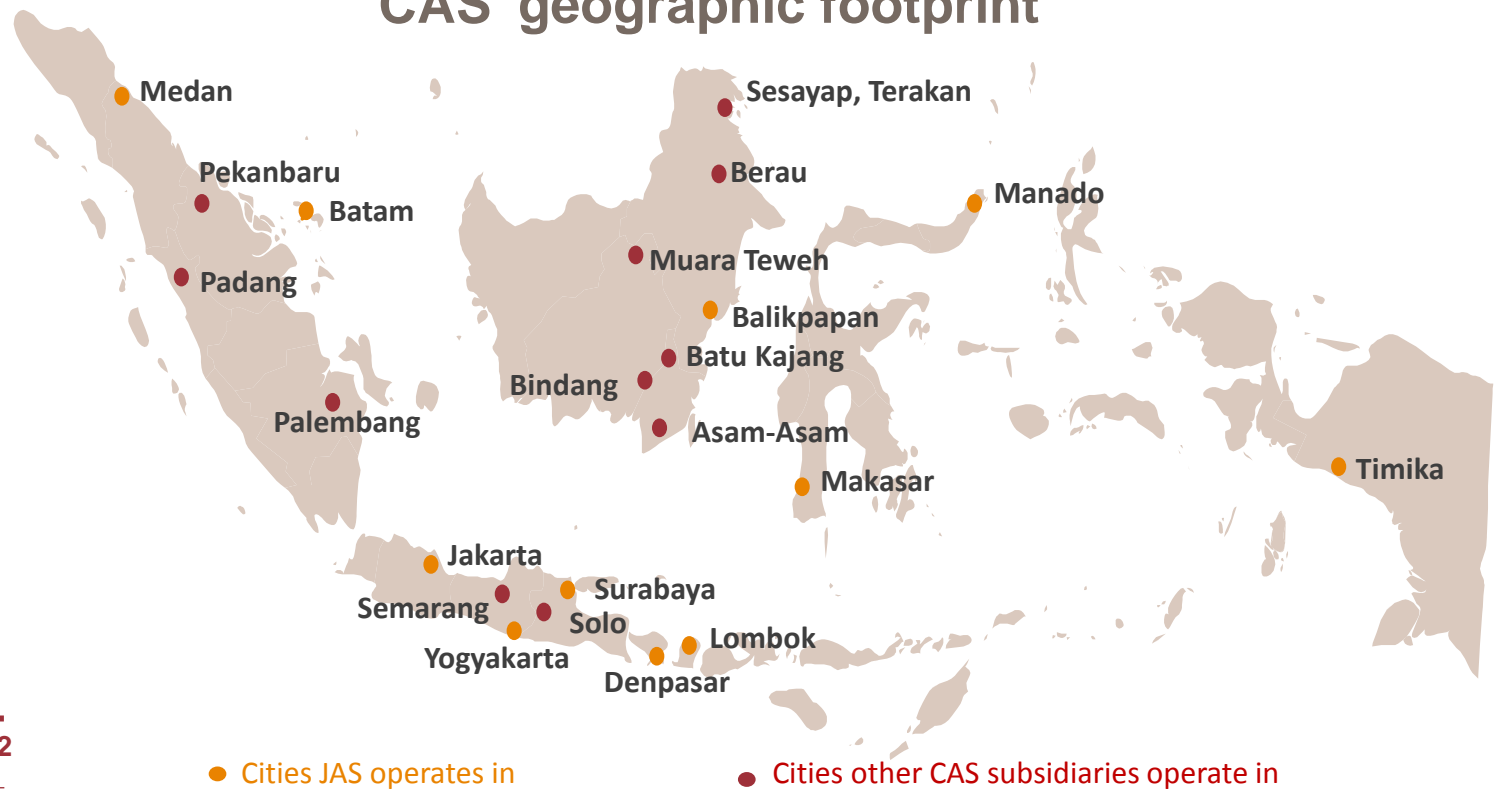 CAS' geographic footprint
Medan
Sesayap, Terakan
Pekanbaru
Berau
Manado
Batam
Muara Teweh
Padang
Balikpapan
Batu Kajang
Bindang
Palembang
Asam-Asam
Timika
Makasar
Jakarta
Surabaya
Semarang
Solo
Lombok
Yogyakarta
Denpasar
2
Cities JAS operates in
Cities other CAS subsidiaries operate in